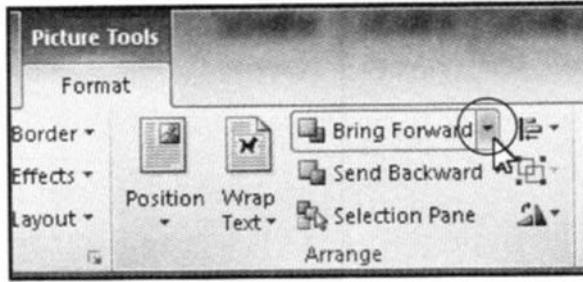 Picture Tools
Format
Border
Effects
Layout
Position
Wrap
Text
Bring Forward
Send Backward
Selection Pane
Arrange